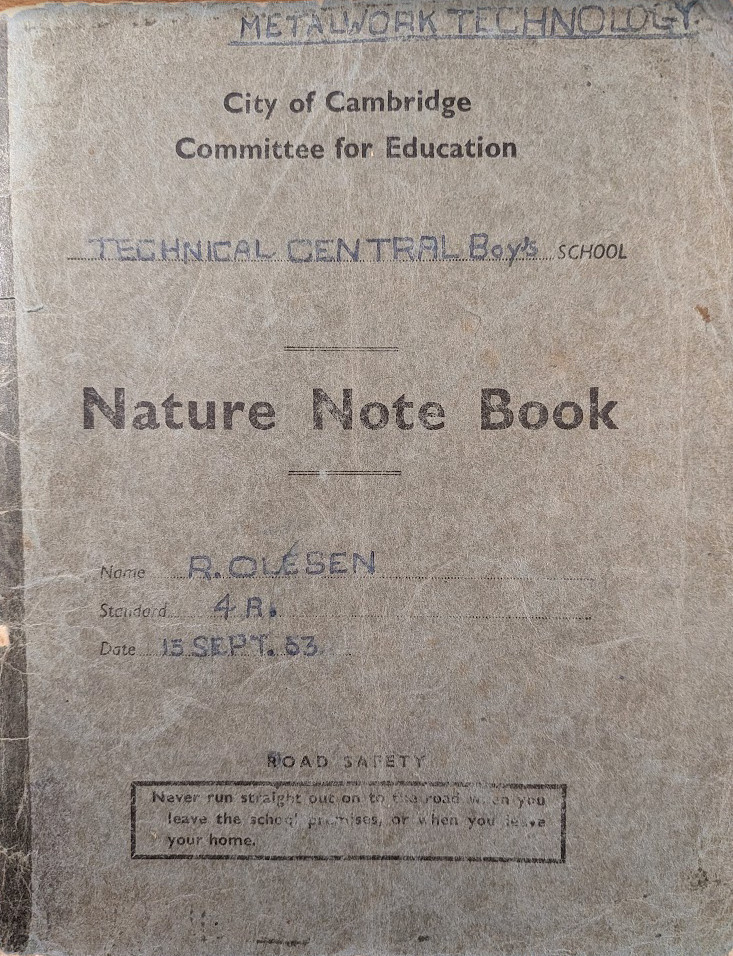 METALWORK TECHNOLOGY.
City of Cambridge
Committee for Education
TECHNICAL CENTRAL Boy's SCHOOL
Nature Note Book
Name R. OLESEN
Standard 4 R.
Date 15 SEPT. 53
ROAD SAFETY
Never run straight out on to the road when you
leave the school premises, or when you leave
your home.